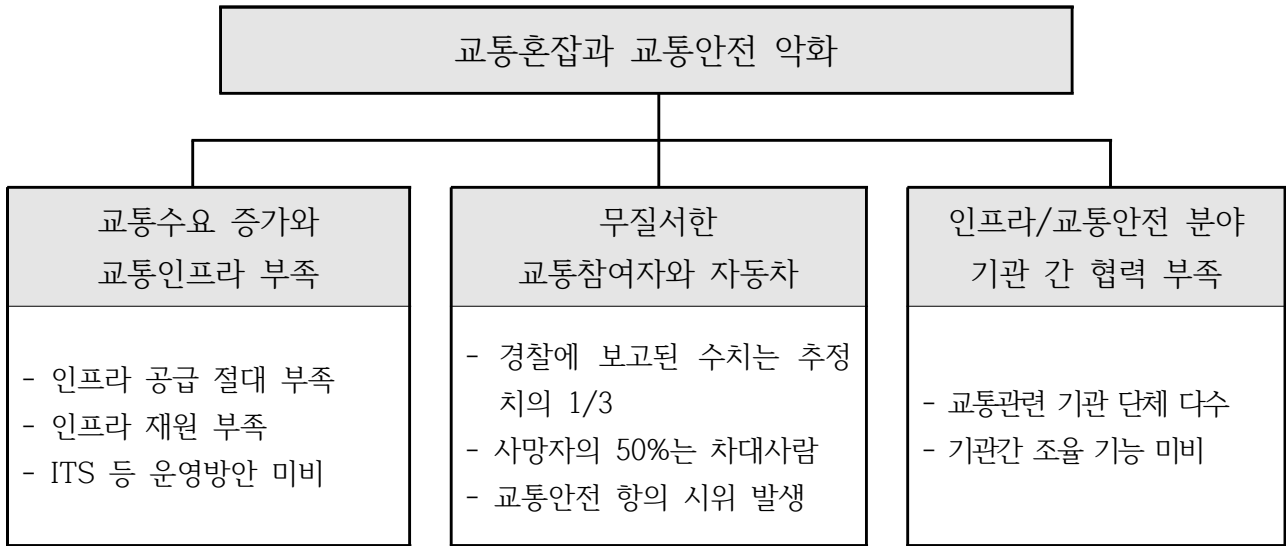 교통혼잡과 교통안전 악화
교통수요 증가와
교통인프라 부족
- 인프라 공급 절대 부족
- 인프라 재원 부족
- ITS 등 운영방안 미비
무질서한
교통참여자와 자동차
- 경찰에 보고된 수치는 추정
치의 1/3
- 사망자의 50%는 차대사람
- 교통안전 항의 시위 발생
인프라/교통안전 분야
기관 간 협력 부족
- 교통관련 기관 단체 다수
- 기관간 조율 기능 미비